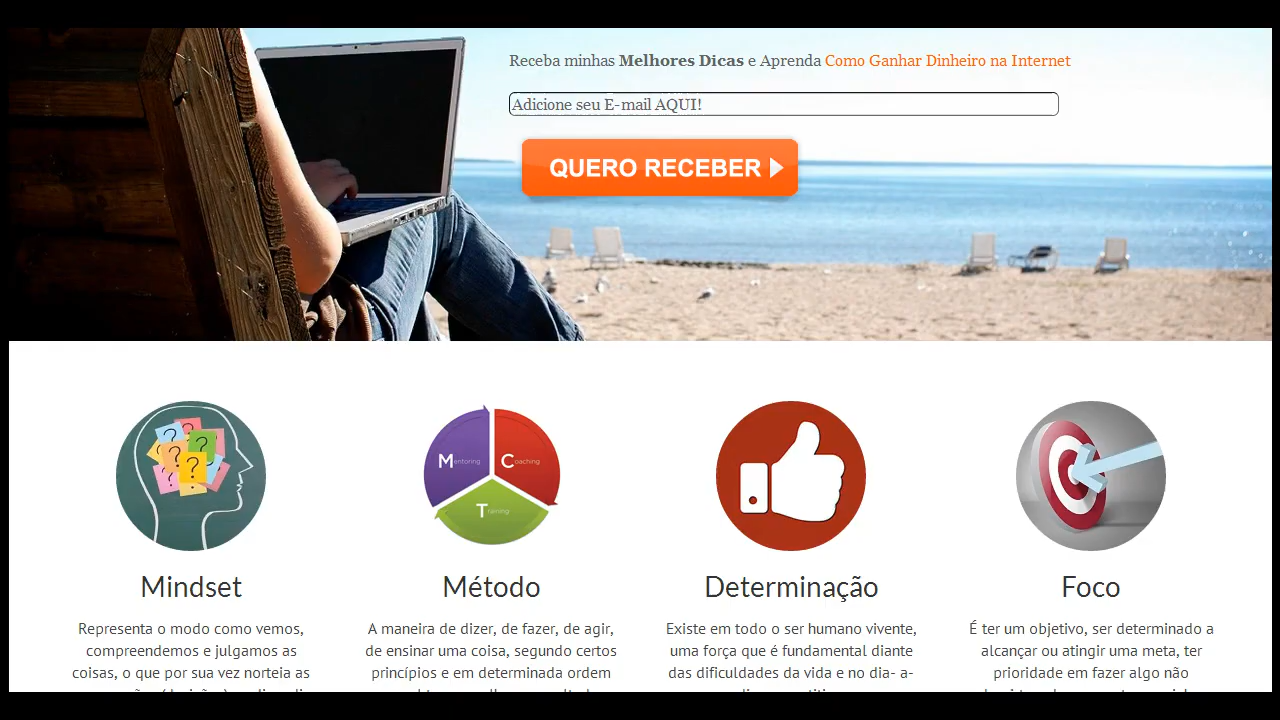 Receba minhas Melhores Dicas e Aprenda Como Ganhar Dinheiro na Internet
Adicione seu E-mail AQUI!
QUERO RECEBER
? ? ? ? ? ?
Mentoring
Coaching
Training
Mindset
Representa o modo como vemos,
compreendemos e julgamos as
coisas, o que por sua vez norteia as
Método
A maneira de dizer, de fazer, de agir,
de ensinar uma coisa, segundo certos
princípios e em determinada ordem
Determinação
Existe em todo o ser humano vivente,
uma força que é fundamental diante
das dificuldades da vida e no dia- a-
Foco
É ter um objetivo, ser determinado a
alcançar ou atingir uma meta, ter
prioridade em fazer algo não